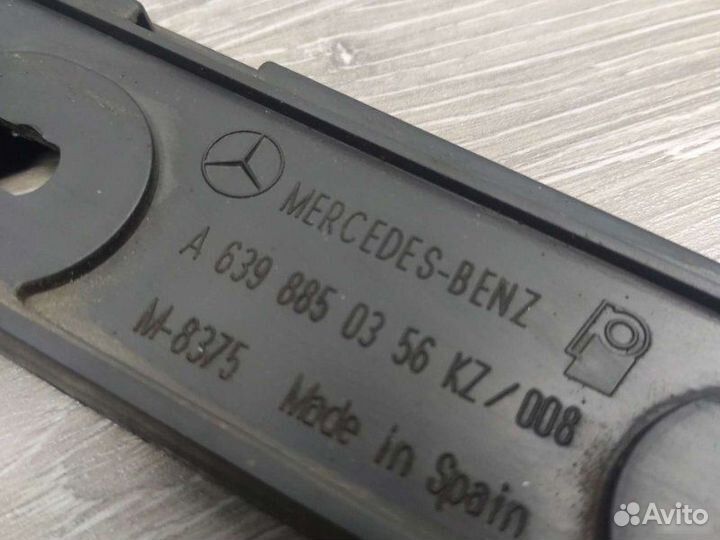 MERCEDES-BENZ
A 639 885 03 56 KZ/008
M-8375 Made in Spain
Avito